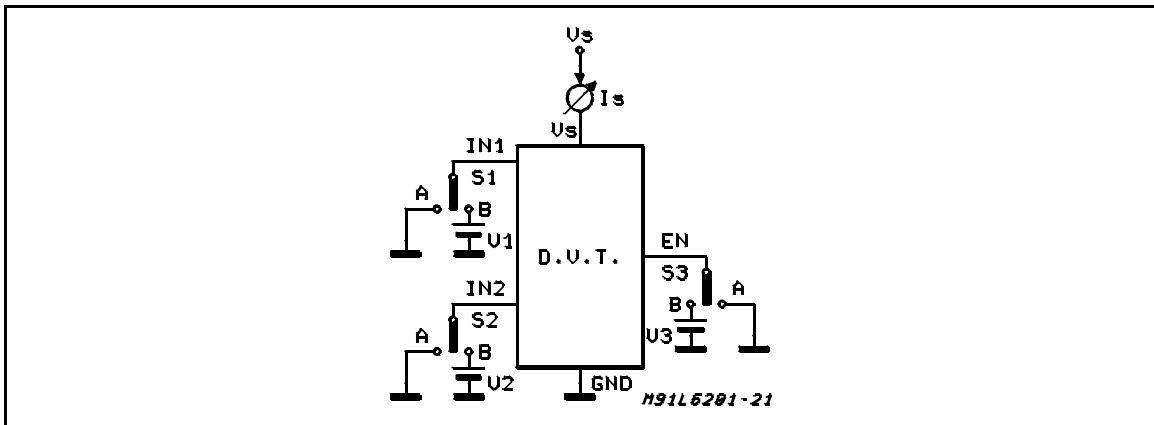 Vs
Is
Vs
IN1
S1
A
B
V1
D.U.T.
EN
S3
IN2
S2
B
A
A
B
V3
V2
GND
M91L6201-21